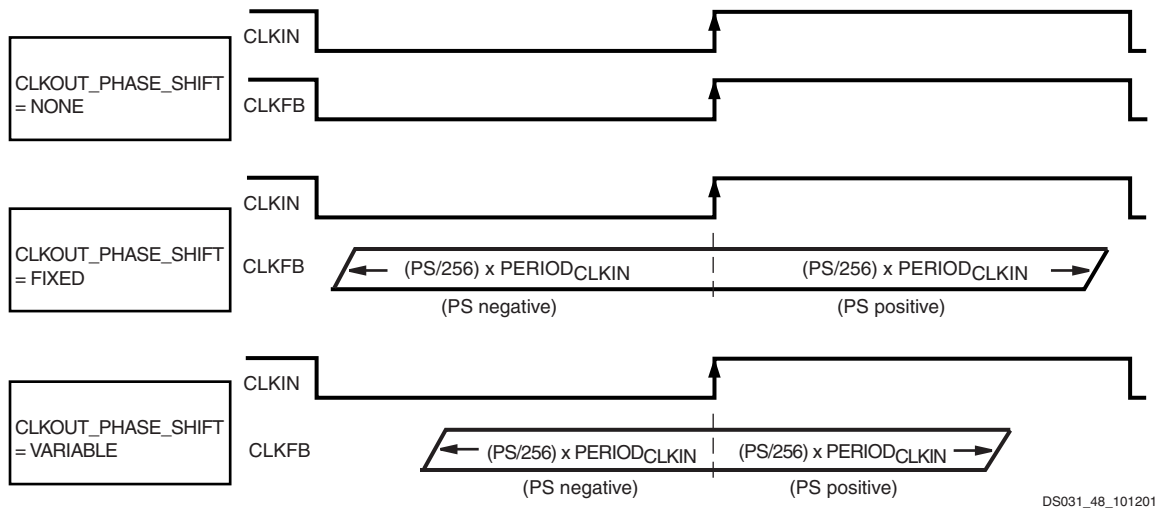 CLKIN
CLKOUT_PHASE_SHIFT
= NONE
CLKFB
CLKIN
CLKOUT_PHASE_SHIFT
= FIXED
CLKFB
(PS/256) x PERIODCLKIN
(PS/256) x PERIODCLKIN
(PS negative)
(PS positive)
CLKIN
CLKOUT_PHASE_SHIFT
= VARIABLE
CLKFB
(PS/256) x PERIODCLKIN
(PS/256) x PERIODCLKIN
(PS negative)
(PS positive)
DS031_48_101201